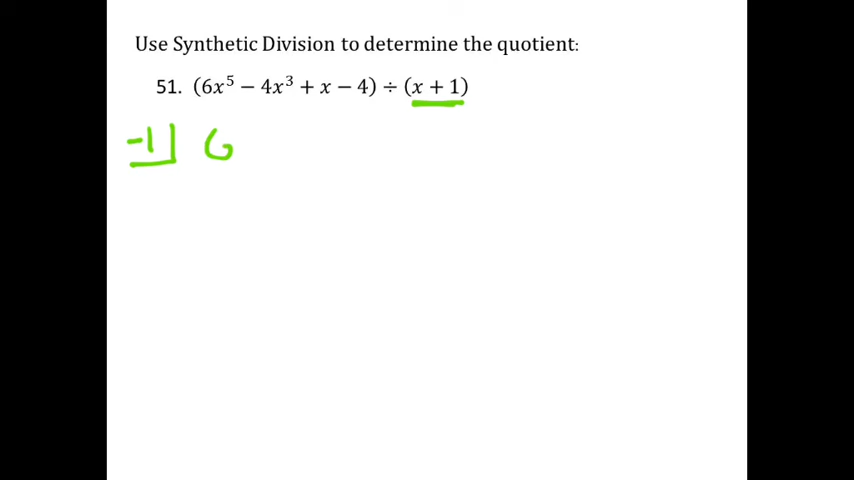 Use Synthetic Division to determine the quotient:
51. (6x⁵ − 4x³ + x − 4) ÷ (x + 1)
-1| 6